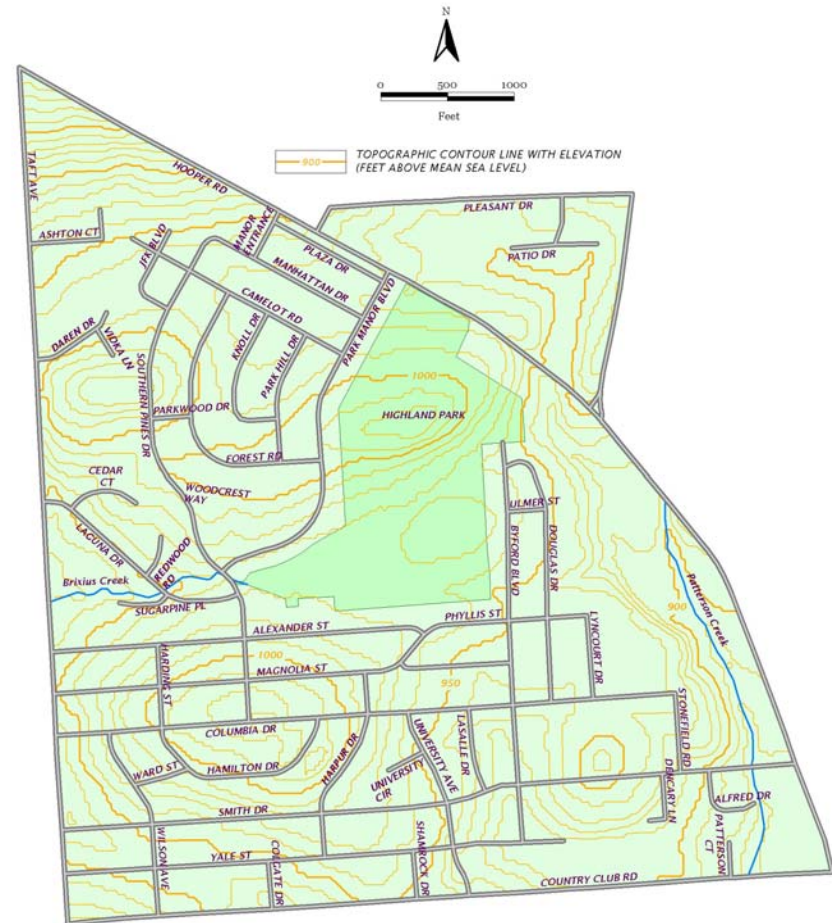 N
0 500 1000
Feet
900
TOPOGRAPHIC CONTOUR LINE WITH ELEVATION
(FEET ABOVE MEAN SEA LEVEL)
TAFT AVE
HOOPER RD
PLEASANT DR
ASHTON CT
JFK BLVD
MANOR
ENTRANCE
PLAZA DR
PATIO DR
MANHATTAN DR
CAMELOT RD
PARK MANOR BLVD
DAREN DR
VIDKA LN
KNOLL DR
PARK HILL DR
SOUTHERN PINES DR
1000
PARKWOOD DR
HIGHLAND PARK
FOREST RD
CEDAR
CT
WOODCREST
WAY
ULMER ST
LACUNA DR
REDWOOD
RD
BYFORD BLVD
DOUGLAS DR
Brixius Creek
Patterson Creek
SUGARPINE PL
900
PHYLLIS ST
LYNCOURT DR
ALEXANDER ST
HARDING ST
1000
MAGNOLIA ST
950
STONEFIELD RD
COLUMBIA DR
HARPUR DR
UNIVERSITY AVE
LASALLE DR
WARD ST
HAMILTON DR
UNIVERSITY
CIR
DEMCARY LN
ALFRED DR
SMITH DR
WILSON AVE
SHAMROCK DR
PATTERSON
CT
YALE ST
COLGATE DR
COUNTRY CLUB RD